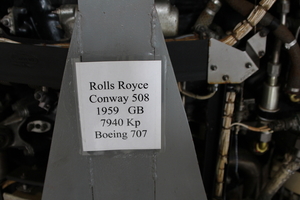 Rolls Royce
Conway 508
1959 GB
7940 Kp
Boeing 707